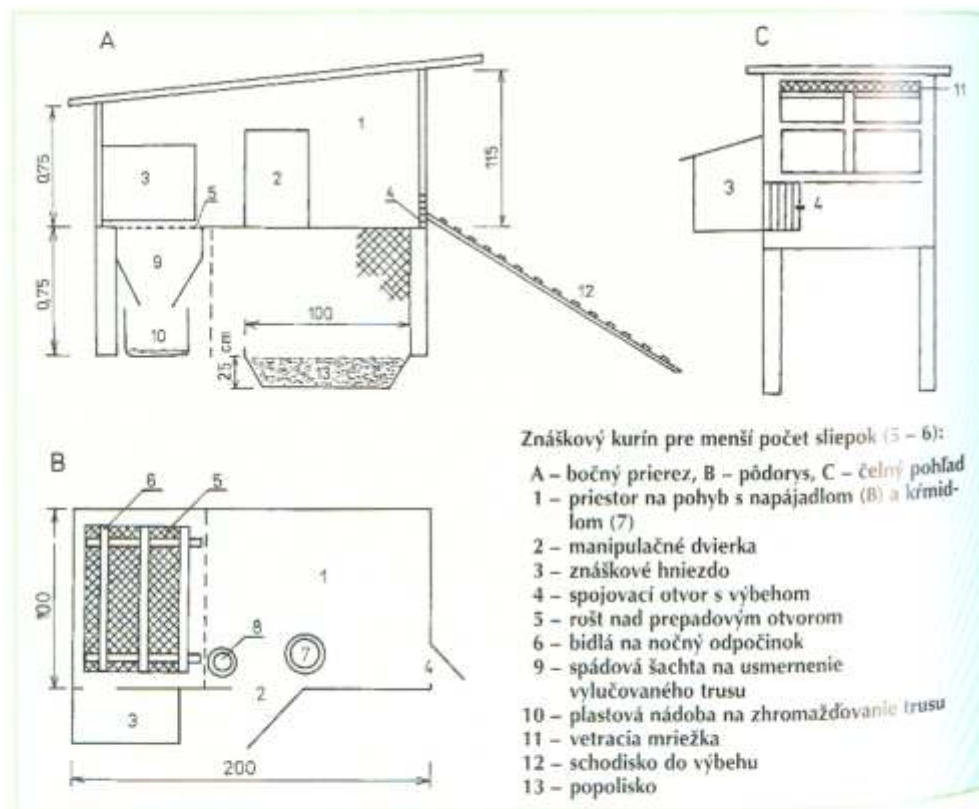 A
C
11
1
115
0,75
3
5
2
4
3
4
9
0,75
12
10
100
25 cm
13
B
6
5
1
100
8
7
4
2
3
200
Znáškový kurín pre menší počet sliepok (5 – 6):
A – bočný prierez, B – pôdorys, C – čelný pohľad
1 – priestor na pohyb s napájadlom (8) a kŕmid-
lom (7)
2 – manipulačné dvierka
3 – znáškové hniezdo
4 – spojovací otvor s výbehom
5 – rošt nad prepadovým otvorom
6 – bidlá na nočný odpočinok
9 – spádová šachta na usmernenie
vylučovaného trusu
10 – plastová nádoba na zhromažďovanie trusu
11 – vetracia mriežka
12 – schodisko do výbehu
13 – popolisko